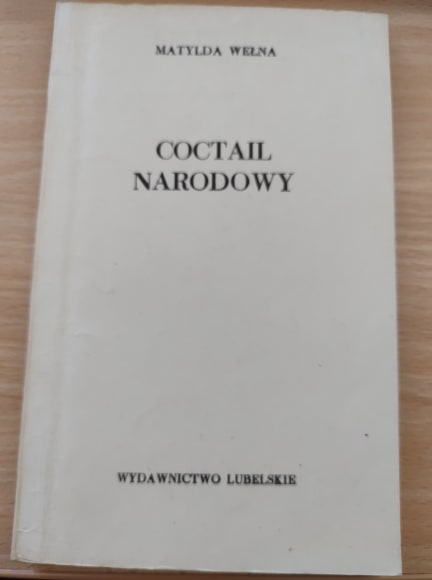 MATYLDA WEŁNA
COCTAIL
NARODOWY
WYDAWNICTWO LUBELSKIE